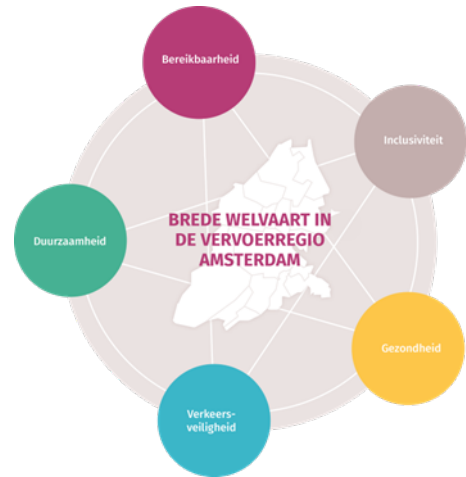 Bereikbaarheid
Inclusiviteit
BREDE WELVAART IN
DE VERVOERREGIO
AMSTERDAM
Duurzaamheid
Gezondheid
Verkeers-
veiligheid